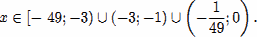 x ∈ [− 49; −3) ∪ (−3; −1) ∪ (−1/49; 0).